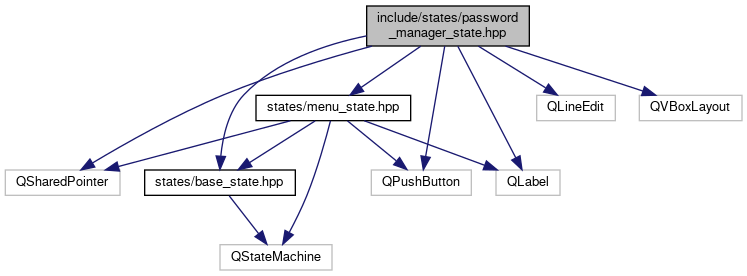 include/states/password
_manager_state.hpp
states/menu_state.hpp
QLineEdit
QVBoxLayout
QSharedPointer
states/base_state.hpp
QPushButton
QLabel
QStateMachine